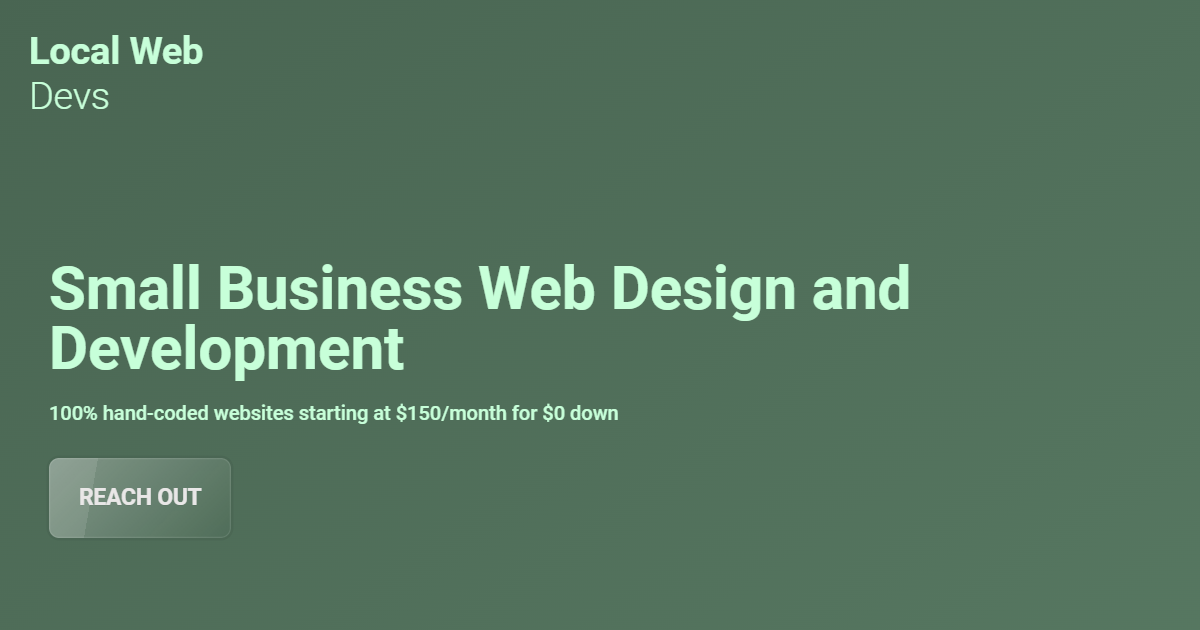 Local Web
Devs
Small Business Web Design and
Development
100% hand-coded websites starting at $150/month for $0 down
REACH OUT